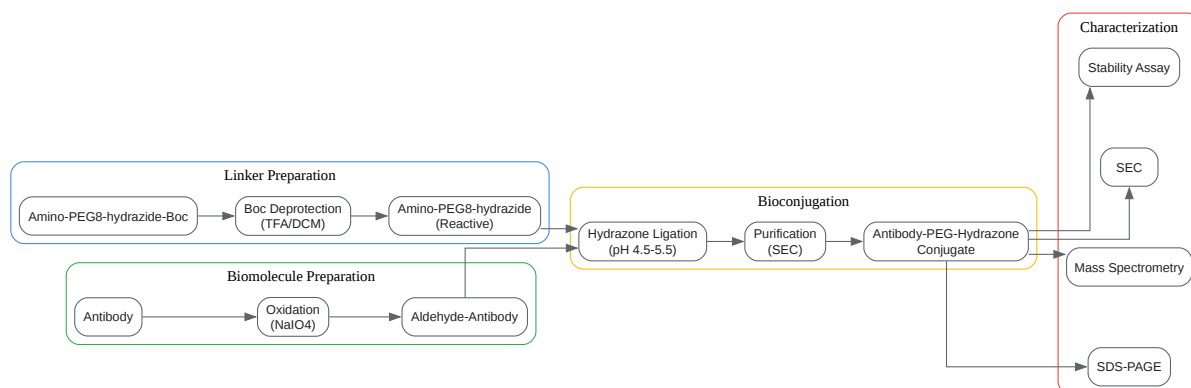 Characterization
Stability Assay
SEC
Mass Spectrometry
SDS-PAGE
Linker Preparation
Amino-PEG8-hydrazide-Boc
Boc Deprotection
(TFA/DCM)
Amino-PEG8-hydrazide
(Reactive)
Biomolecule Preparation
Antibody
Oxidation
(NaIO4)
Aldehyde-Antibody
Bioconjugation
Hydrazone Ligation
(pH 4.5-5.5)
Purification
(SEC)
Antibody-PEG-Hydrazone
Conjugate